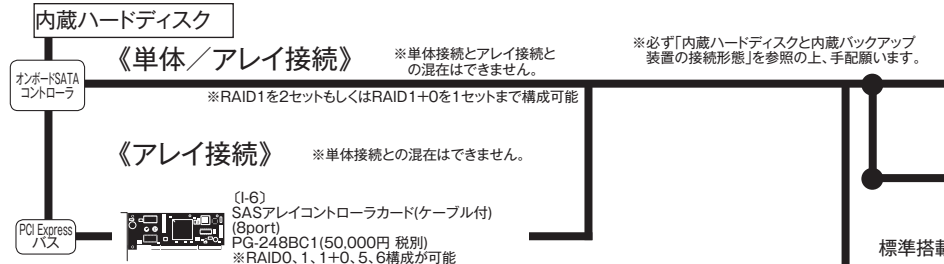 内蔵ハードディスク
《単体／アレイ接続》
※単体接続とアレイ接続と
の混在はできません。
※必ず「内蔵ハードディスクと内蔵バックアップ
装置の接続形態」を参照の上、手配願います。
オンボードSATA
コントローラ
※RAID1を2セットもしくはRAID1+0を1セットまで構成可能
《アレイ接続》
※単体接続との混在はできません。
〔I-6〕
SASアレイコントローラカード(ケーブル付)
(8port)
PG-248BC1(50,000円 税別)
※RAID0、1、1+0、5、6構成が可能
PCI Express
バス
標準搭載